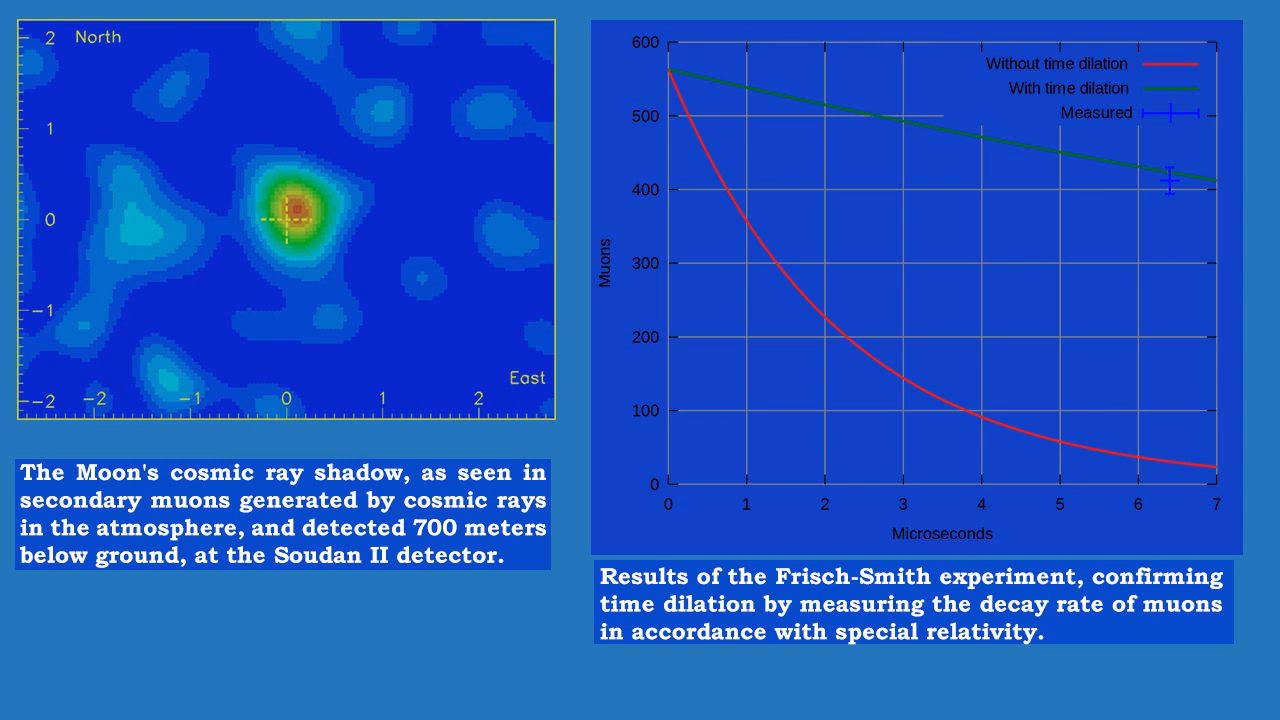 2 North
1
0
−1
−2
−2 −1 0 1 2
East
The Moon's cosmic ray shadow, as seen in
secondary muons generated by cosmic rays
in the atmosphere, and detected 700 meters
below ground, at the Soudan II detector.
600
500
400
300
200
100
0
Muons
Without time dilation
With time dilation
Measured
0 1 2 3 4 5 6 7
Microseconds
Results of the Frisch-Smith experiment, confirming
time dilation by measuring the decay rate of muons
in accordance with special relativity.